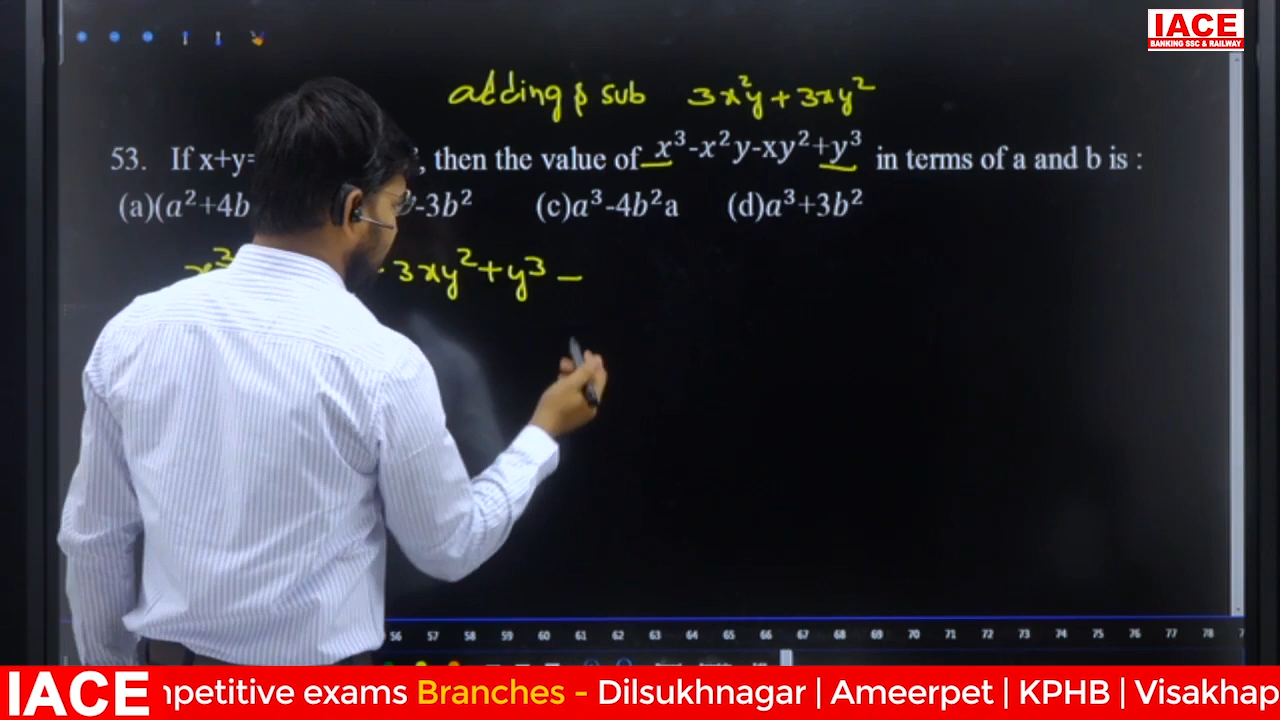 IACE
BANKING SSC & RAILWAY
adding & sub 3x²y + 3xy²
53. If x+y= , then the value of x³-x²y-xy²+y³ in terms of a and b is :
(a)(a²+4b -3b² (c)a³-4b²a (d)a³+3b²
x³ 3xy² + y³ –
56 57 58 59 60 61 62 63 64 65 66 67 68 69 70 71 72 73 74 75 76 77 78
IACE mpetitive exams Branches - Dilsukhnagar | Ameerpet | KPHB | Visakhap